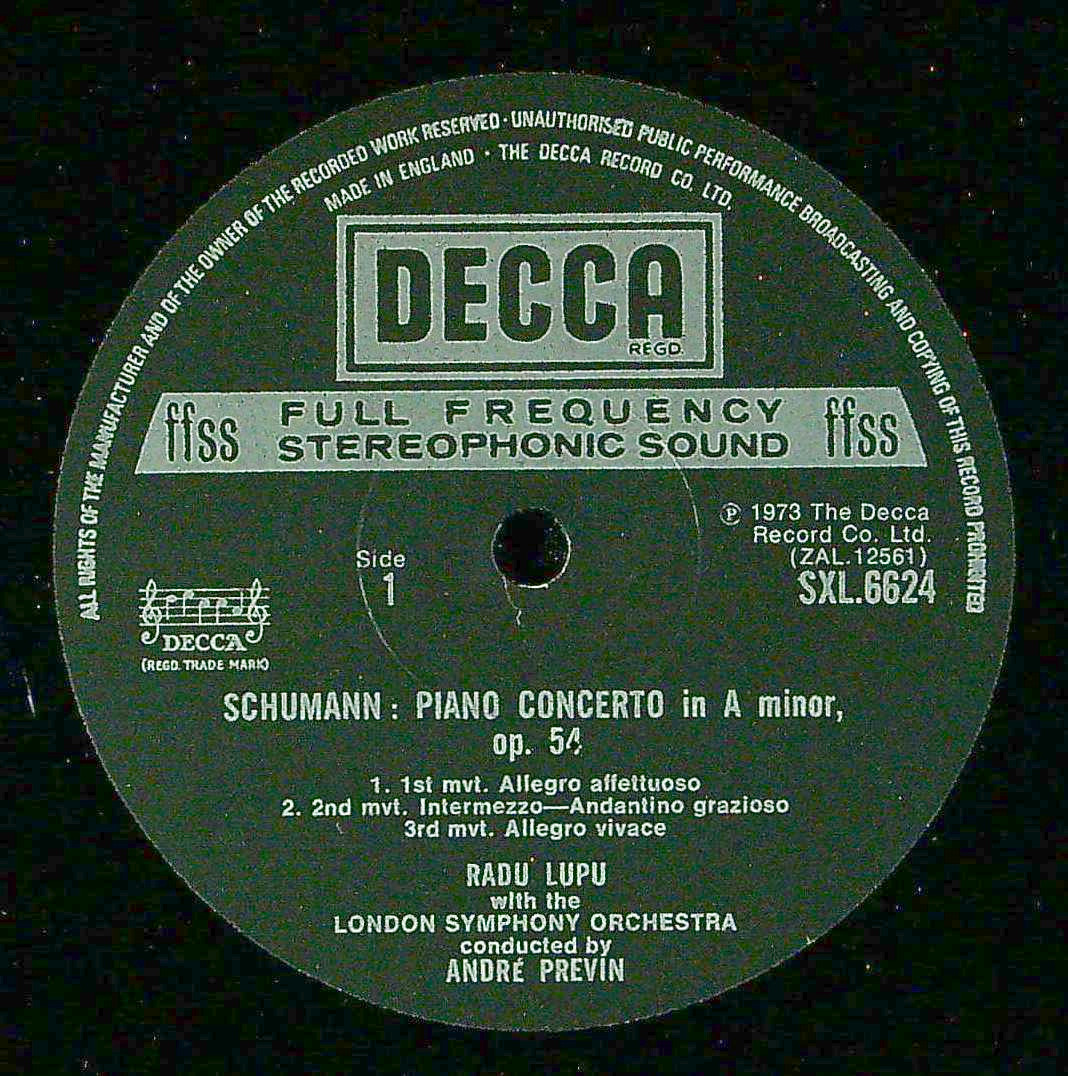 ALL RIGHTS OF THE MANUFACTURER AND OF THE OWNER OF THE RECORDED WORK RESERVED · UNAUTHORISED PUBLIC PERFORMANCE BROADCASTING AND COPYING OF THIS RECORD PROHIBITED
MADE IN ENGLAND · THE DECCA RECORD CO. LTD.
DECCA
REGD.
ffss FULL FREQUENCY ffss
STEREOPHONIC SOUND
℗ 1973 The Decca
Record Co. Ltd.
(ZAL.12561)
SXL.6624
Side
1
DECCA
(REGD. TRADE MARK)
SCHUMANN : PIANO CONCERTO in A minor,
op. 54
1. 1st mvt. Allegro affettuoso
2. 2nd mvt. Intermezzo—Andantino grazioso
3rd mvt. Allegro vivace
RADU LUPU
with the
LONDON SYMPHONY ORCHESTRA
conducted by
ANDRÉ PREVIN